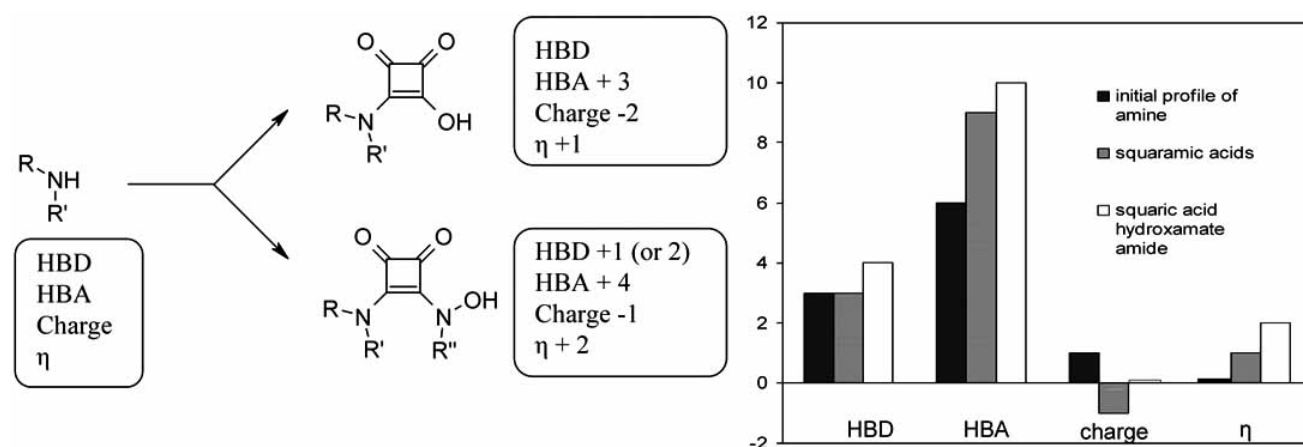 R
NH
R'
HBD
HBA
Charge
η
O
O
R
N
R'
OH
HBD
HBA + 3
Charge -2
η +1
O
O
R
N
R'
N
OH
R"
HBD +1 (or 2)
HBA + 4
Charge -1
η + 2
12
10
8
6
4
2
0
-2
HBD
HBA
charge
η
initial profile of
amine
squaramic acids
squaric acid
hydroxamate
amide